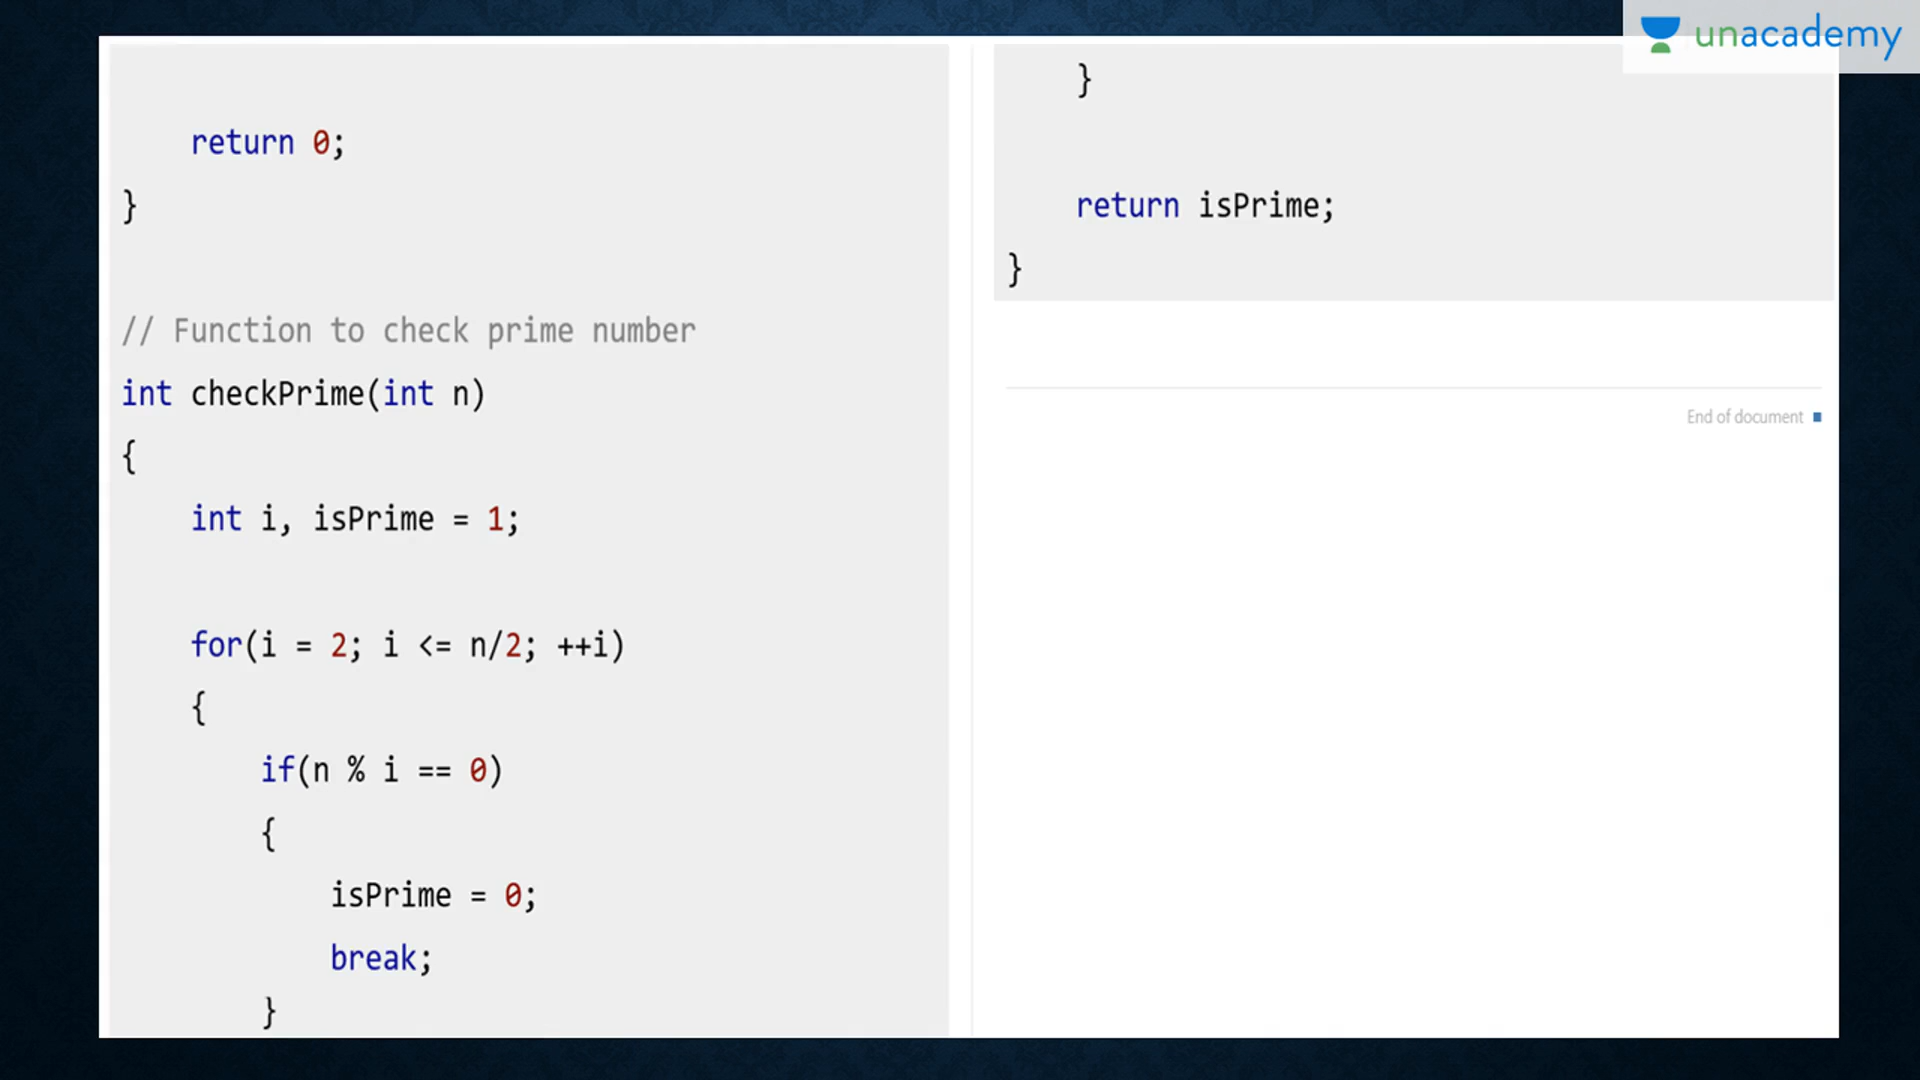 unacademy
return 0;
}
// Function to check prime number
int checkPrime(int n)
{
int i, isPrime = 1;
for(i = 2; i <= n/2; ++i)
{
if(n % i == 0)
{
isPrime = 0;
break;
}
}
return isPrime;
}
End of document